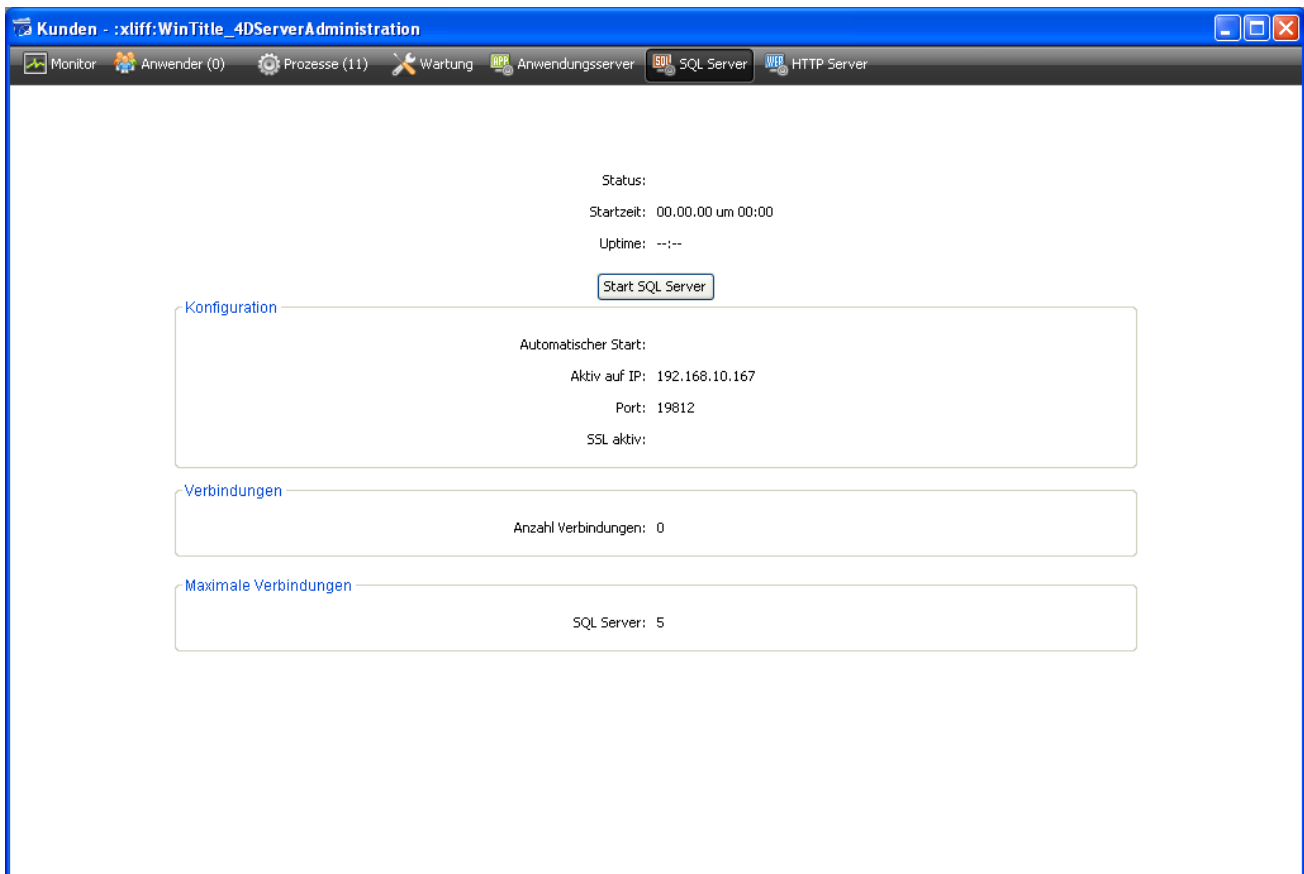 Kunden - :xliff:WinTitle_4DServerAdministration
Monitor Anwender (0) Prozesse (11) Wartung Anwendungsserver SQL Server HTTP Server
Status:
Startzeit: 00.00.00 um 00:00
Uptime: --:--
Start SQL Server
Konfiguration
Automatischer Start:
Aktiv auf IP: 192.168.10.167
Port: 19812
SSL aktiv:
Verbindungen
Anzahl Verbindungen: 0
Maximale Verbindungen
SQL Server: 5